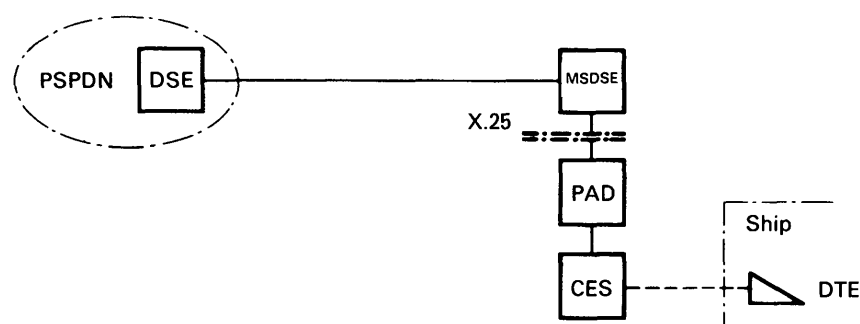 PSPDN
DSE
MSDSE
X.25
PAD
Ship
CES
DTE